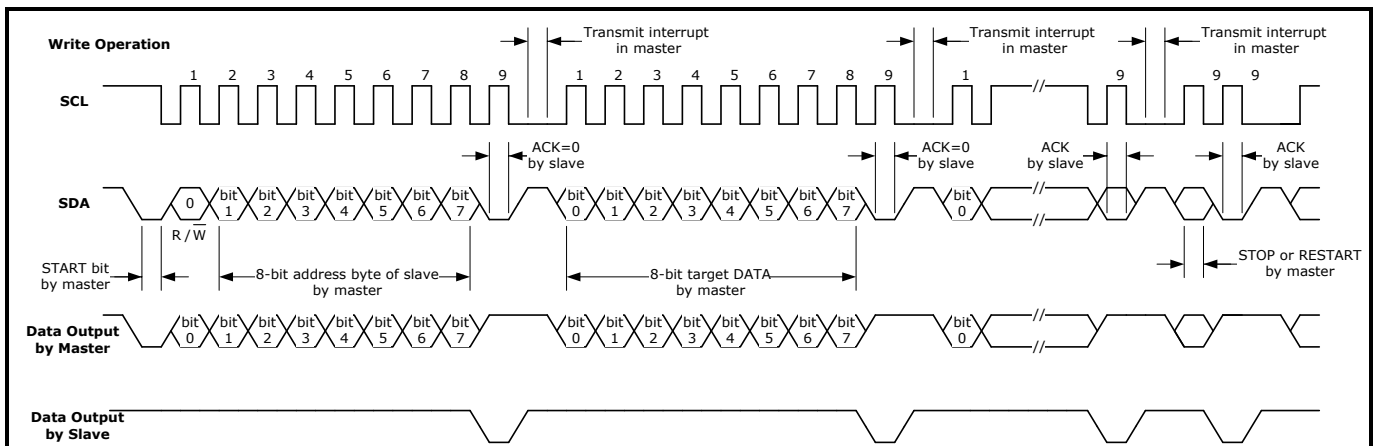 Write Operation
Transmit interrupt
in master
Transmit interrupt
in master
Transmit interrupt
in master
1 2 3 4 5 6 7 8 9 1 2 3 4 5 6 7 8 9 1 9 9 9
SCL
//
ACK=0
by slave
ACK=0
by slave
ACK
by slave
ACK
by slave
SDA
0 bit 1 bit 2 bit 3 bit 4 bit 5 bit 6 bit 7 bit 0 bit 1 bit 2 bit 3 bit 4 bit 5 bit 6 bit 7 bit 0
//
//
R / W
START bit
by master
8-bit address byte of slave
by master
8-bit target DATA
by master
STOP or RESTART
by master
Data Output
by Master
bit 0 bit 1 bit 2 bit 3 bit 4 bit 5 bit 6 bit 7 bit 0 bit 1 bit 2 bit 3 bit 4 bit 5 bit 6 bit 7 bit 0
//
//
Data Output
by Slave